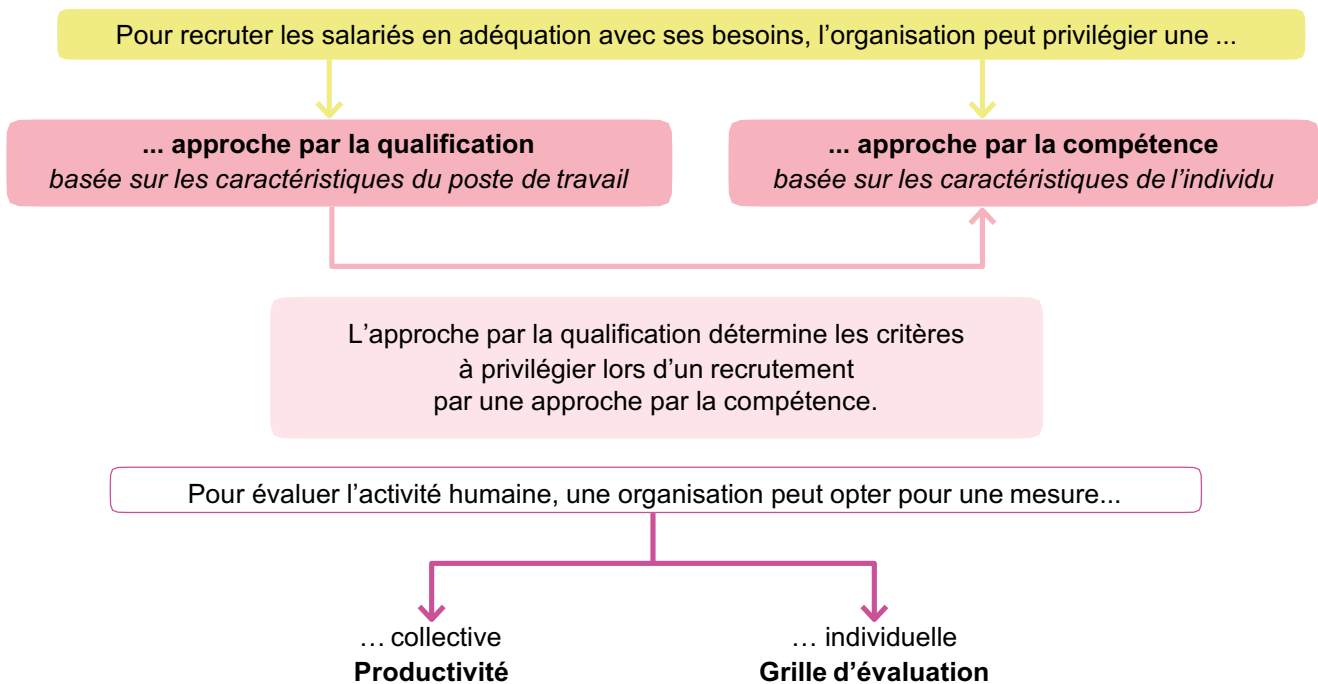 Pour recruter les salariés en adéquation avec ses besoins, l’organisation peut privilégier une ...
... approche par la qualification
basée sur les caractéristiques du poste de travail
... approche par la compétence
basée sur les caractéristiques de l’individu
L’approche par la qualification détermine les critères
à privilégier lors d’un recrutement
par une approche par la compétence.
Pour évaluer l’activité humaine, une organisation peut opter pour une mesure...
… collective
Productivité
… individuelle
Grille d’évaluation